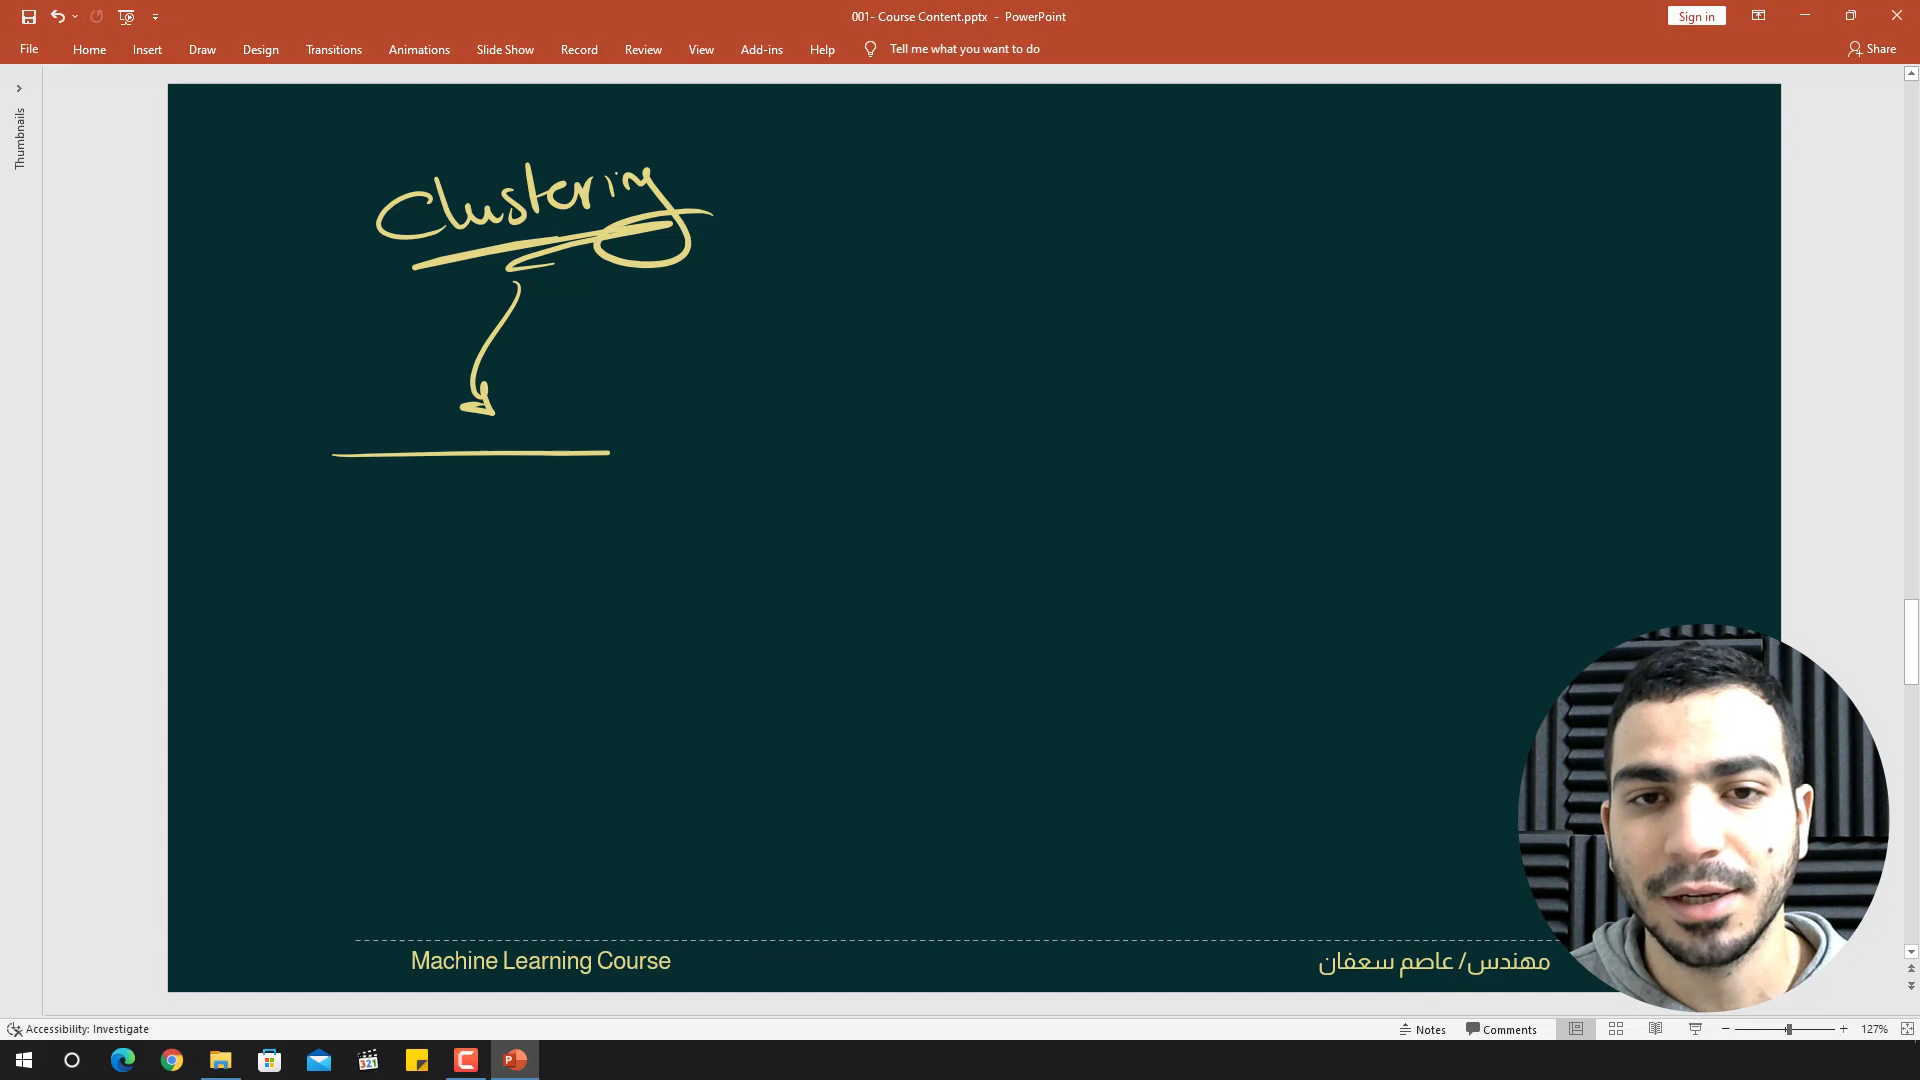 001- Course Content.pptx - PowerPoint
Sign in
File Home Insert Draw Design Transitions Animations Slide Show Record Review View Add-ins Help Tell me what you want to do Share
Thumbnails
Clustering
Machine Learning Course
مهندس/ عاصم سعفان
Accessibility: Investigate Notes Comments 127%
321
P